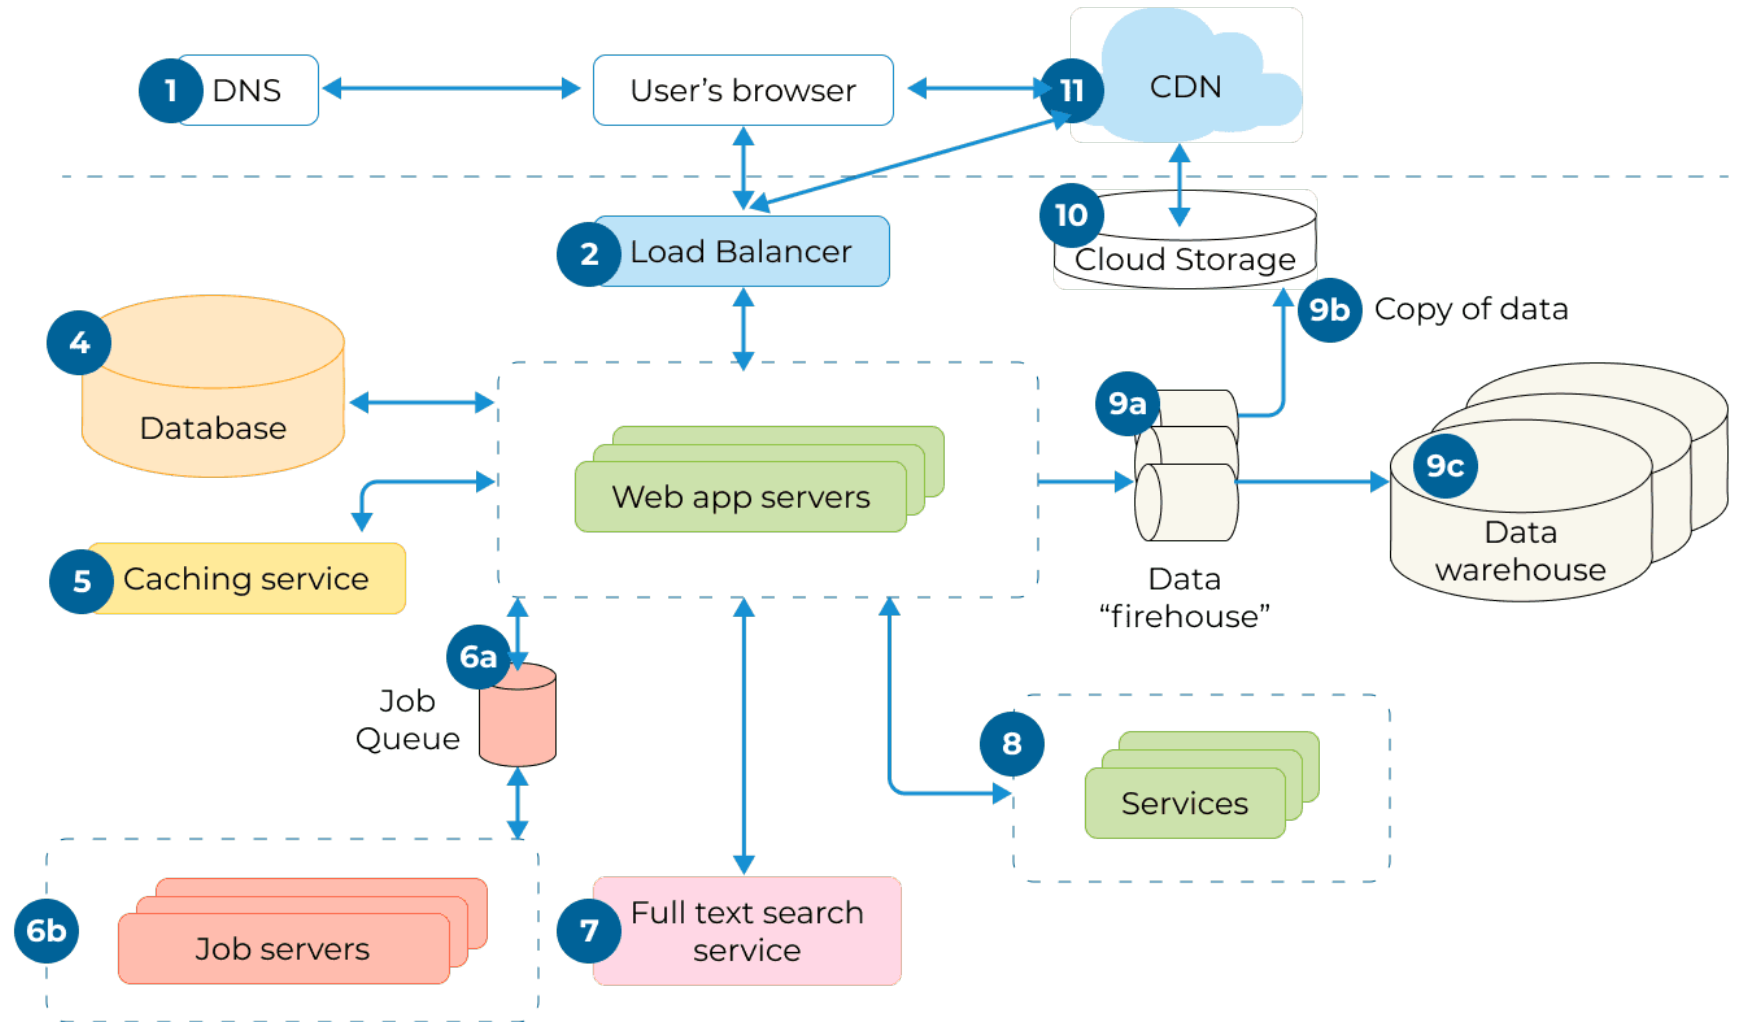 1 DNS
User's browser
11 CDN
2 Load Balancer
10
Cloud Storage
9b Copy of data
4
Database
9a
9c
Web app servers
Data
warehouse
5 Caching service
Data
“firehouse”
6a
Job
Queue
8
Services
6b
Job servers
7
Full text search
service